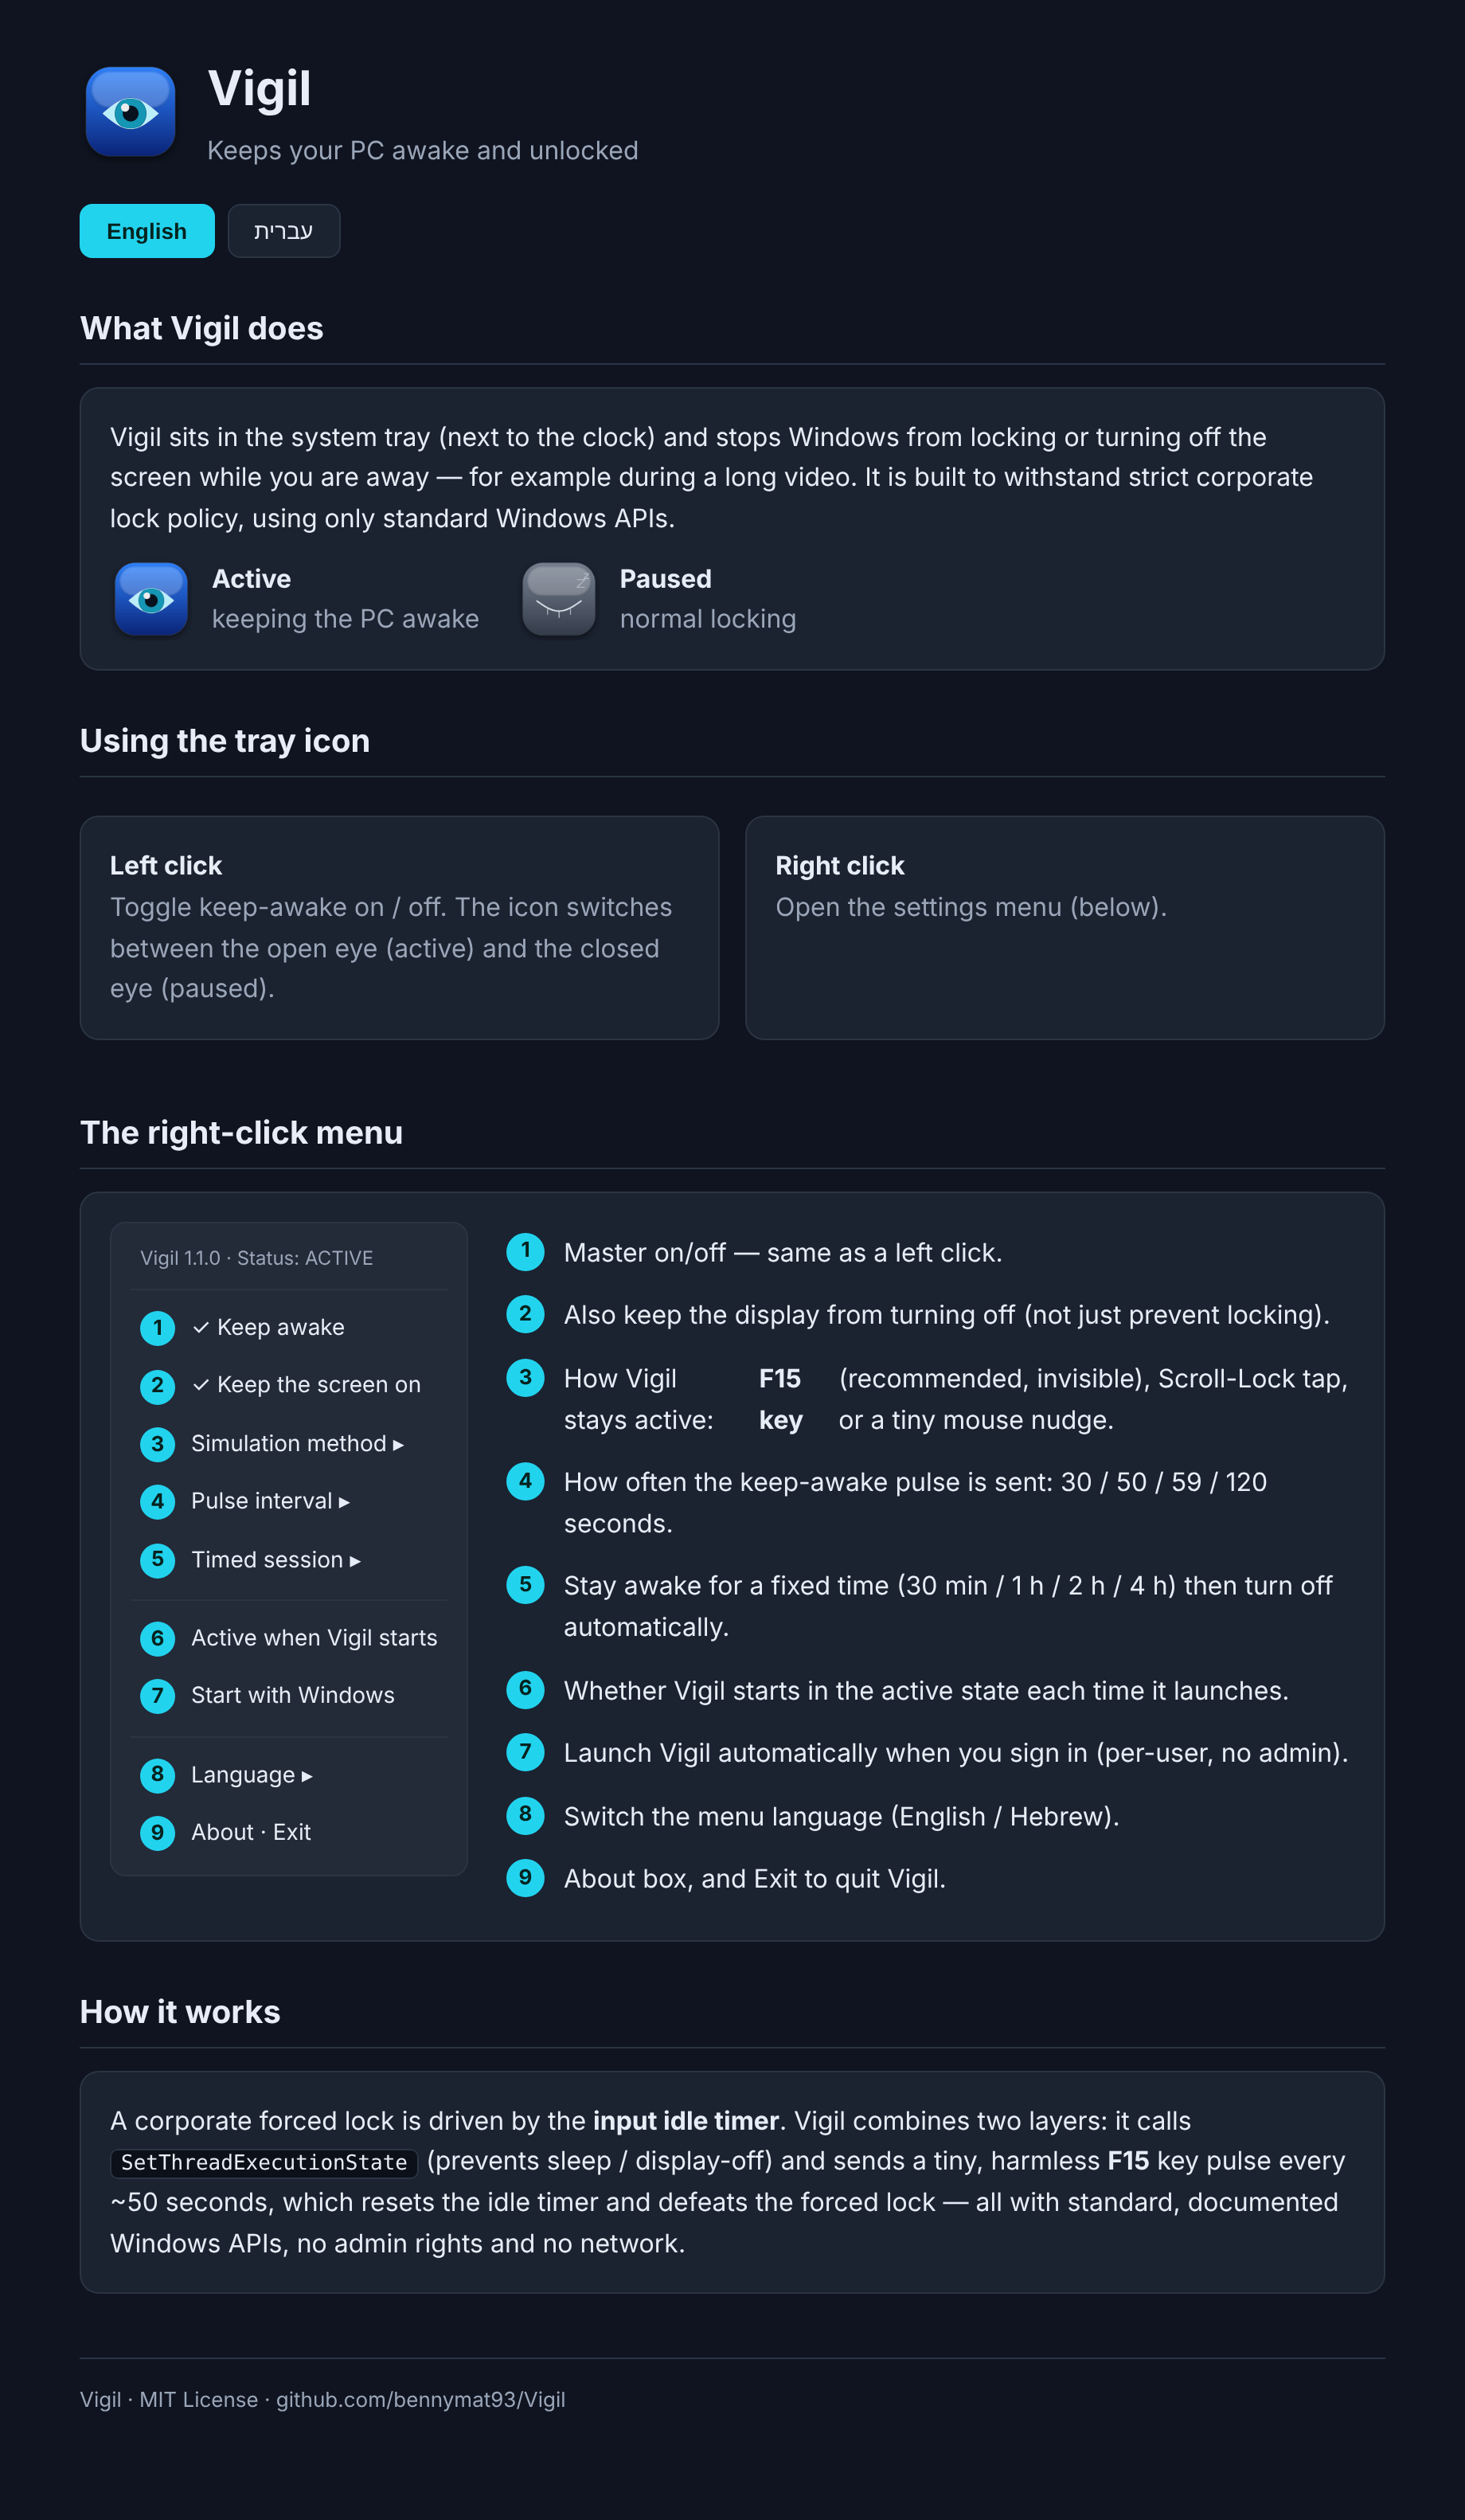 Vigil
Keeps your PC awake and unlocked
English
עברית
What Vigil does
Vigil sits in the system tray (next to the clock) and stops Windows from locking or turning off the
screen while you are away — for example during a long video. It is built to withstand strict corporate
lock policy, using only standard Windows APIs.
Active
keeping the PC awake
Paused
normal locking
Using the tray icon
Left click
Toggle keep-awake on / off. The icon switches
between the open eye (active) and the closed
eye (paused).
Right click
Open the settings menu (below).
The right-click menu
Vigil 1.1.0 · Status: ACTIVE
1 ✓ Keep awake
2 ✓ Keep the screen on
3 Simulation method ▸
4 Pulse interval ▸
5 Timed session ▸
6 Active when Vigil starts
7 Start with Windows
8 Language ▸
9 About · Exit
1 Master on/off — same as a left click.
2 Also keep the display from turning off (not just prevent locking).
3 How Vigil F15 (recommended, invisible), Scroll-Lock tap,
stays active: key or a tiny mouse nudge.
4 How often the keep-awake pulse is sent: 30 / 50 / 59 / 120
seconds.
5 Stay awake for a fixed time (30 min / 1 h / 2 h / 4 h) then turn off
automatically.
6 Whether Vigil starts in the active state each time it launches.
7 Launch Vigil automatically when you sign in (per-user, no admin).
8 Switch the menu language (English / Hebrew).
9 About box, and Exit to quit Vigil.
How it works
A corporate forced lock is driven by the input idle timer. Vigil combines two layers: it calls
SetThreadExecutionState (prevents sleep / display-off) and sends a tiny, harmless F15 key pulse every
~50 seconds, which resets the idle timer and defeats the forced lock — all with standard, documented
Windows APIs, no admin rights and no network.
Vigil · MIT License · github.com/bennymat93/Vigil